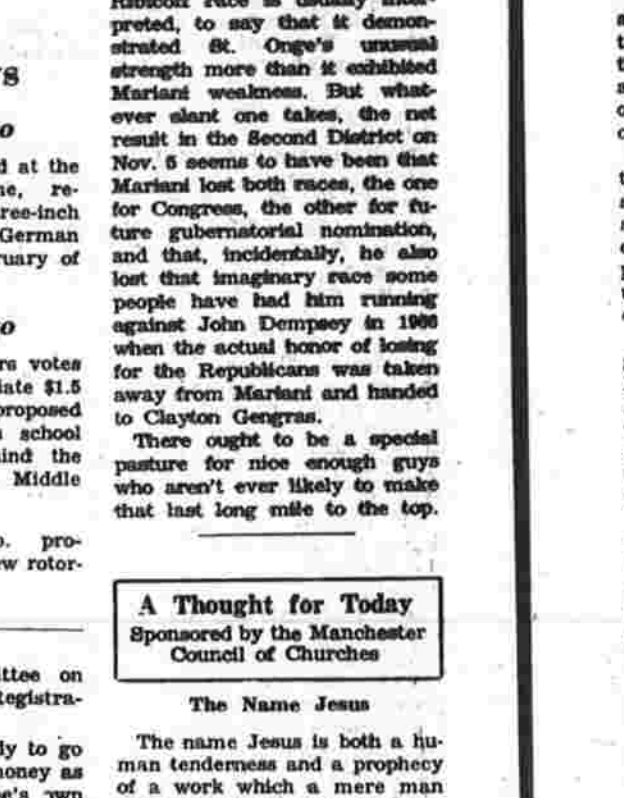 s
o
d at the
ne, re-
ree-inch
German
ruary of
o
rs votes
iate $1.5
proposed
school
ind the
Middle
o. pro-
ew rotor-
ittee on
Registra-
dy to go
money as
own
preted, to say that it demon-
strated St. Onge's unusual
strength more than it exhibited
Mariani weakness. But what-
ever slant one takes, the net
result in the Second District on
Nov. 5 seems to have been that
Mariani lost both races, the one
for Congress, the other for fu-
ture gubernatorial nomination,
and that, incidentally, he also
lost that imaginary race some
people have had him running
against John Dempsey in 1966
when the actual honor of losing
for the Republicans was taken
away from Mariani and handed
to Clayton Gengras.
There ought to be a special
pasture for nice enough guys
who aren't ever likely to make
that last long mile to the top.
A Thought for Today
Sponsored by the Manchester
Council of Churches
The Name Jesus
The name Jesus is both a hu-
man tenderness and a prophecy
of a work which a mere man